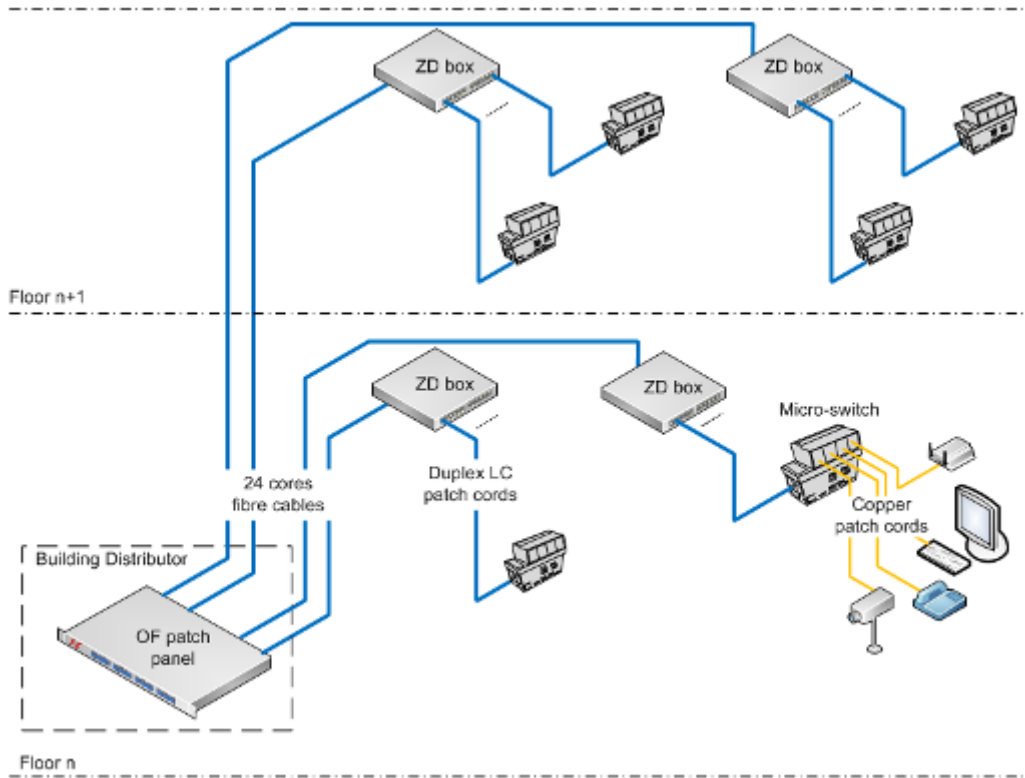 ZD box
ZD box
Floor n+1
ZD box
ZD box
Micro-switch
24 cores
fibre cables
Duplex LC
patch cords
Copper
patch cords
Building Distributor
OF patch
panel
Floor n